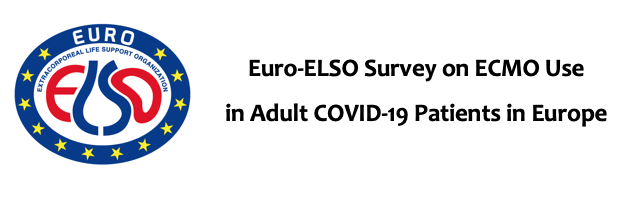 EURO
EXTRACORPOREAL LIFE SUPPORT ORGANIZATION
ELSO
Euro-ELSO Survey on ECMO Use
in Adult COVID-19 Patients in Europe